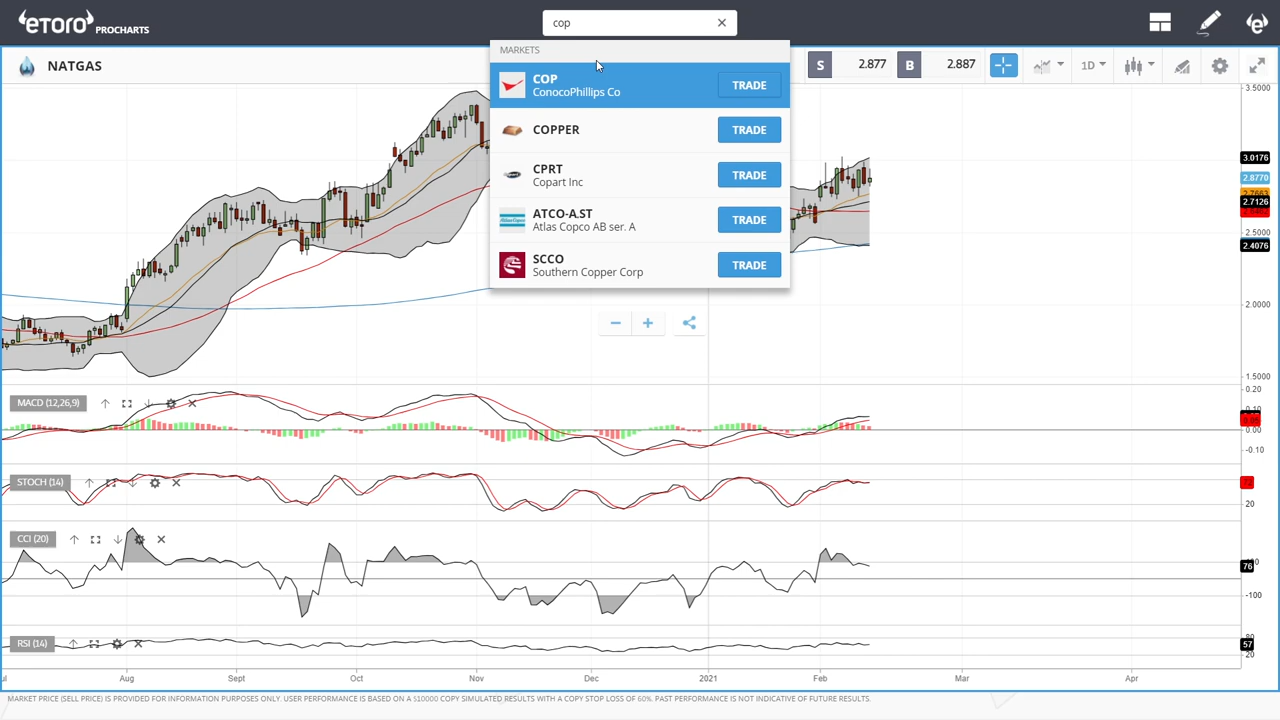 eToro PROCHARTS
cop
MARKETS
NATGAS
S 2.877 B 2.887
1D
COP
ConocoPhillips Co
TRADE
COPPER
TRADE
CPRT
Copart Inc
TRADE
ATCO-A.ST
Atlas Copco AB ser. A
TRADE
SCCO
Southern Copper Corp
TRADE
3.5000
3.0176
2.8770
2.7126
2.5000
2.4076
2.0000
1.5000
MACD (12,26,9)
0.20
0.10
0.00
-0.10
STOCH (14)
20
CCI (20)
76
-100
RSI (14)
80
57
20
Aug Sept Oct Nov Dec 2021 Feb Mar Apr
MARKET PRICE (SELL PRICE) IS PROVIDED FOR INFORMATION PURPOSES ONLY. USER PERFORMANCE IS BASED ON A $10000 COPY SIMULATED RESULTS WITH A COPY STOP LOSS OF 60%. PAST PERFORMANCE IS NOT INDICATIVE OF FUTURE RESULTS.